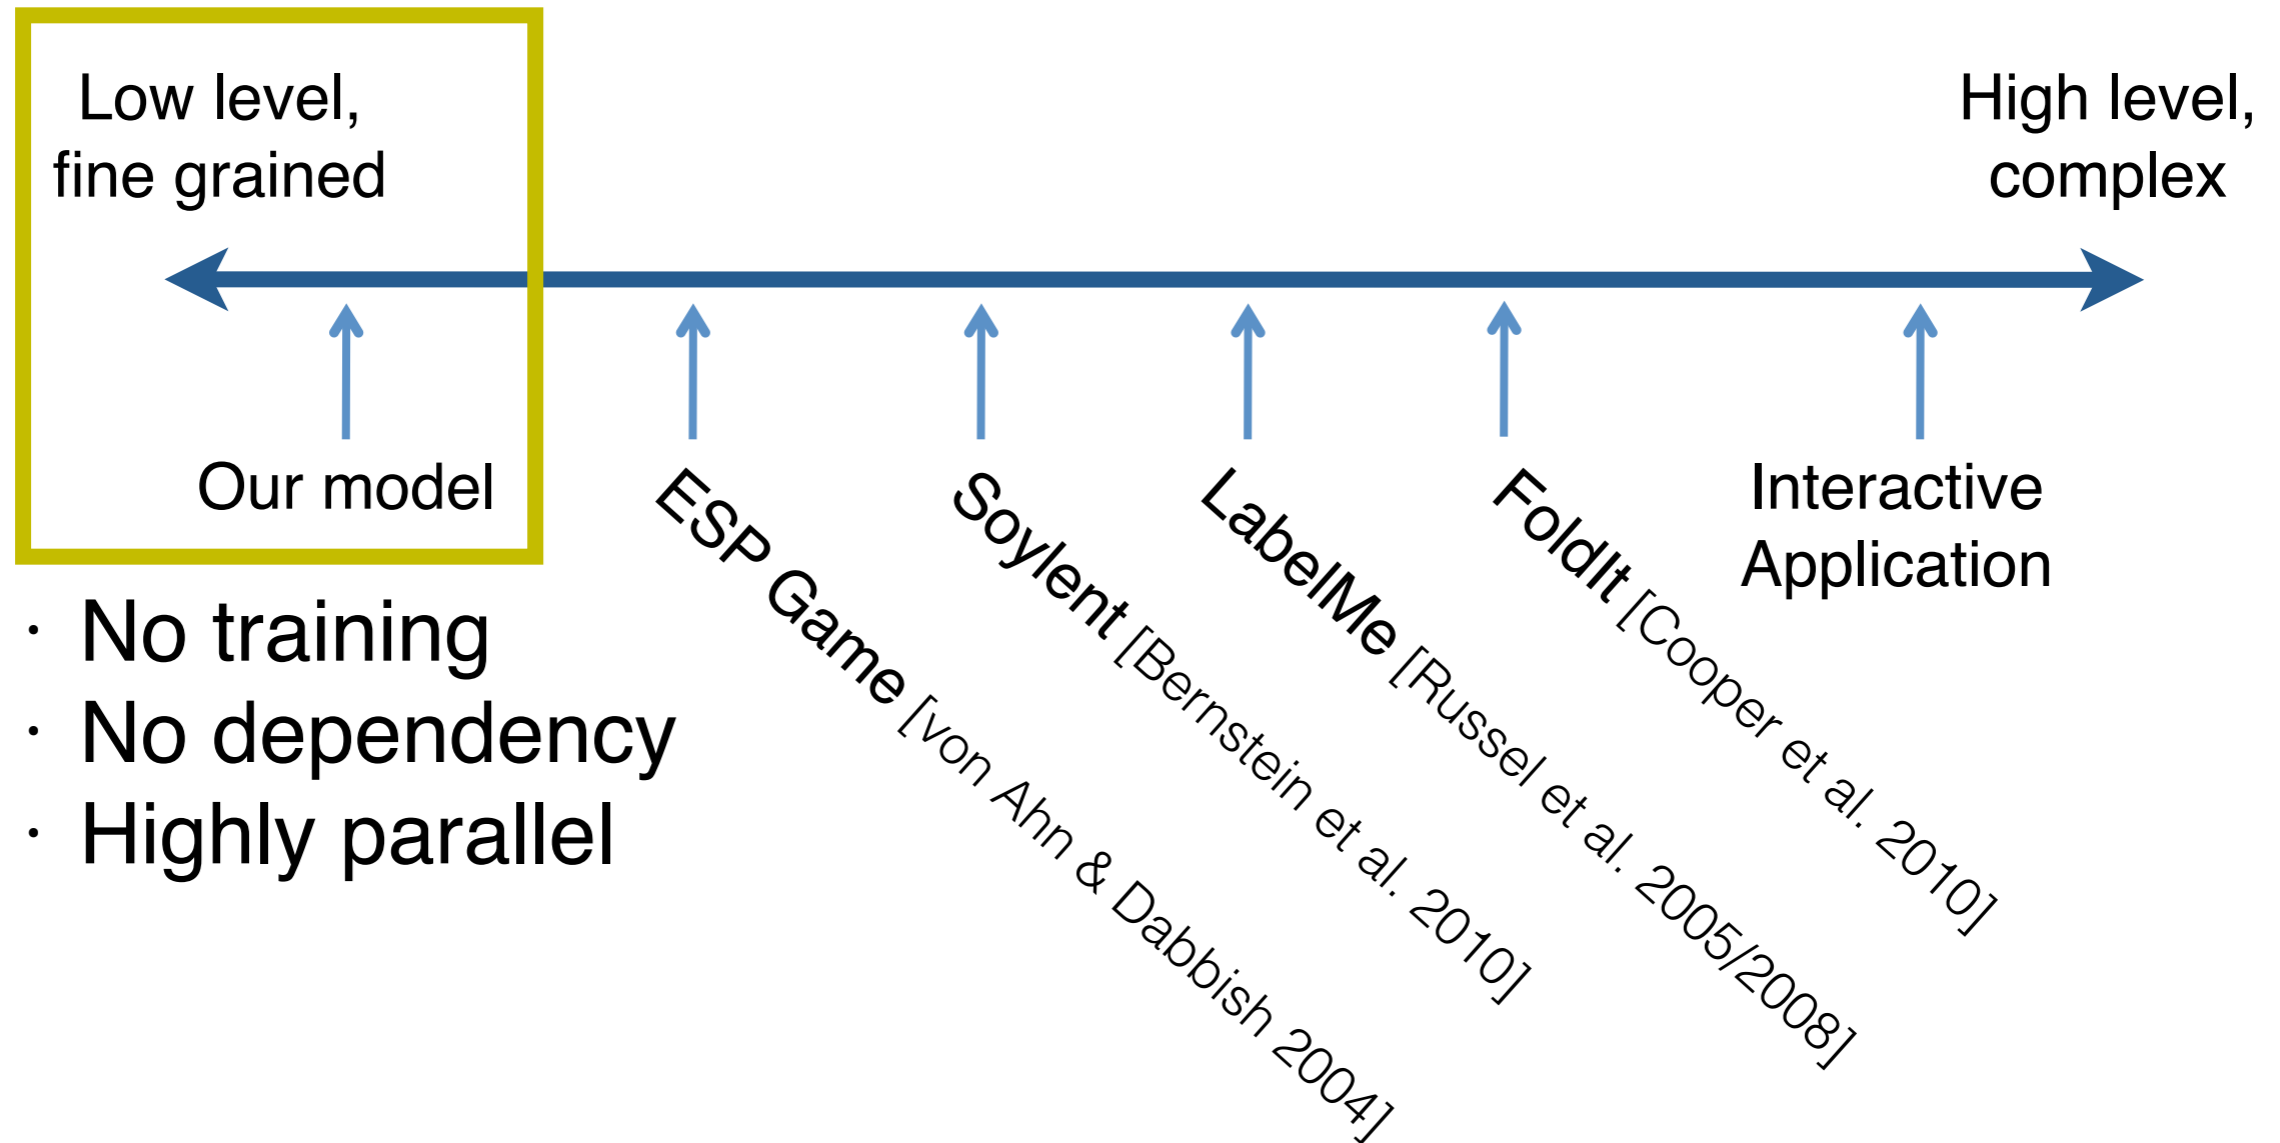 Low level,
fine grained
High level,
complex
Our model
ESP Game [von Ahn & Dabbish 2004]
Soylent [Bernstein et al. 2010]
LabelMe [Russel et al. 2005/2008]
FoldIt [Cooper et al. 2010]
Interactive
Application
· No training
· No dependency
· Highly parallel